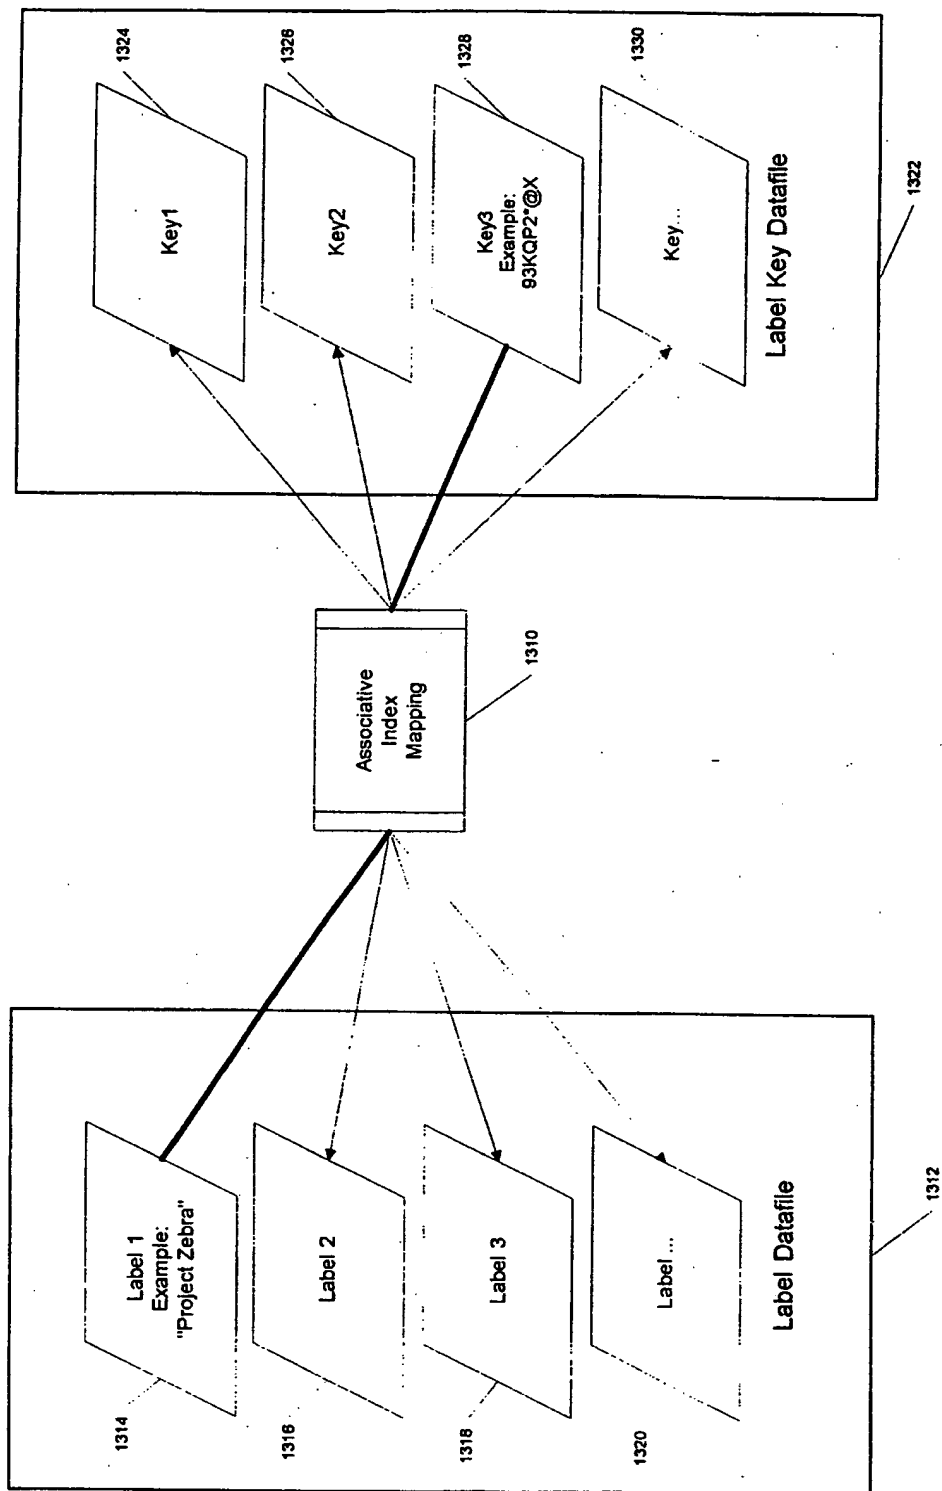 1314
Label 1
Example:
"Project Zebra"
1316
Label 2
1318
Label 3
1320
Label ...
Label Datafile
1312
Associative
Index
Mapping
1310
1324
Key1
1326
Key2
1328
Key3
Example:
93KQP2*@X
1330
Key...
Label Key Datafile
1322